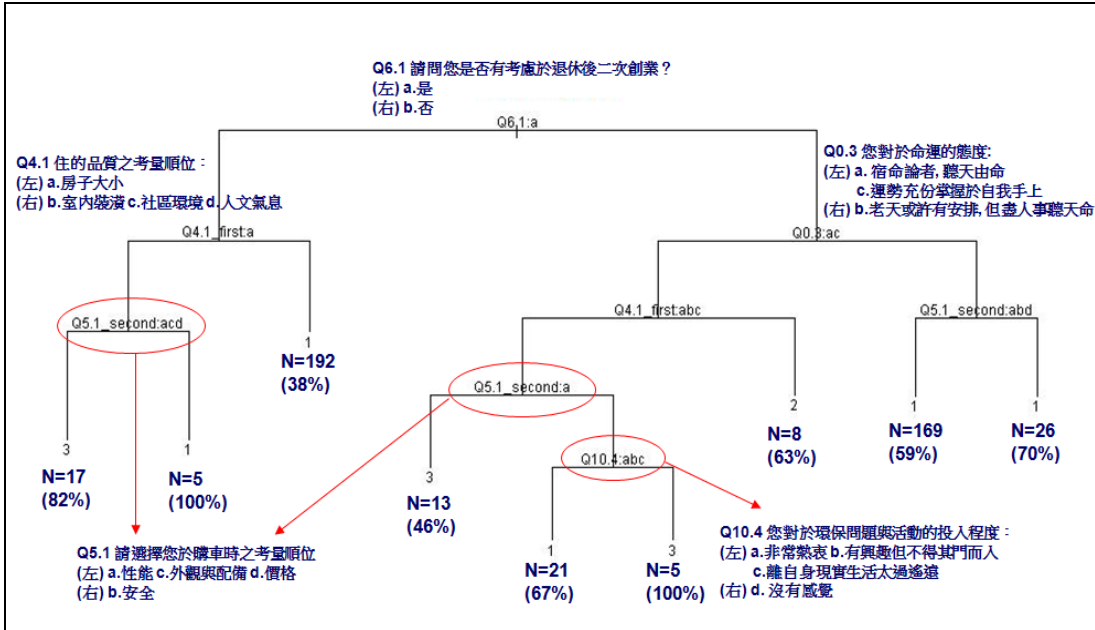 Q6.1 請問您是否有考慮於退休後二次創業？
(左) a.是
(右) b.否
Q6.1:a
Q4.1 住的品質之考量順位：
(左) a.房子大小
(右) b.室內裝潢 c.社區環境 d.人文氣息
Q0.3 您對於命運的態度:
(左) a. 宿命論者, 聽天由命
c.運勢充份掌握於自我手上
(右) b.老天或許有安排, 但盡人事聽天命
Q4.1_first:a
Q0.3:ac
Q5.1_second:acd
1
N=192
(38%)
Q4.1_first:abc
Q5.1_second:abd
Q5.1_second:a
2
N=8
(63%)
1
N=169
(59%)
1
N=26
(70%)
3
N=17
(82%)
1
N=5
(100%)
3
N=13
(46%)
Q10.4:abc
1
N=21
(67%)
3
N=5
(100%)
Q5.1 請選擇您於購車時之考量順位
(左) a.性能 c.外觀與配備 d.價格
(右) b.安全
Q10.4 您對於環保問題與活動的投入程度：
(左) a.非常熱衷 b.有興趣但不得其門而入
c.離自身現實生活太過遙遠
(右) d. 沒有感覺